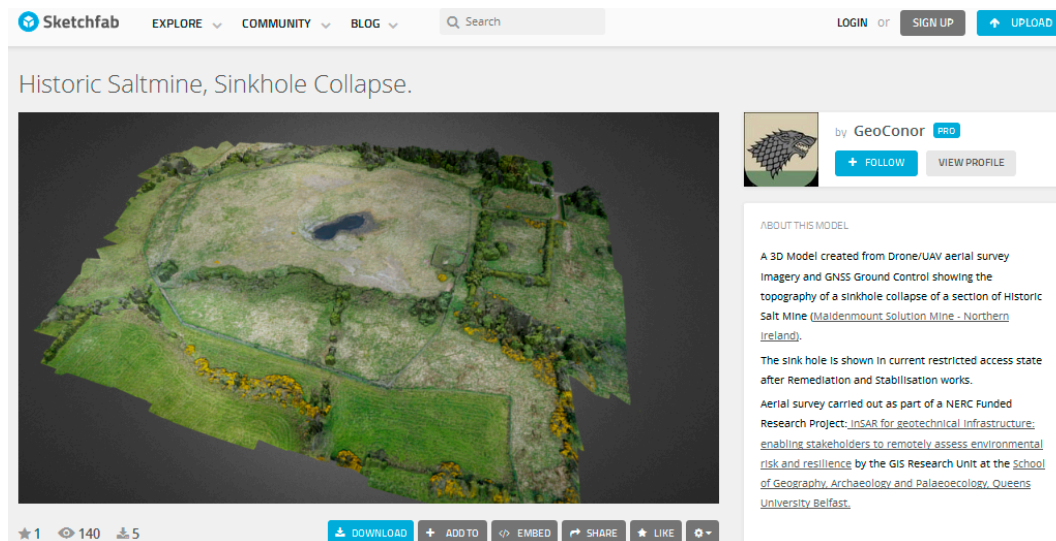 Sketchfab EXPLORE COMMUNITY BLOG Search LOGIN or SIGN UP UPLOAD
Historic Saltmine, Sinkhole Collapse.
by GeoConor PRO
+ FOLLOW VIEW PROFILE
ABOUT THIS MODEL
A 3D Model created from Drone/UAV aerial survey
imagery and GNSS Ground Control showing the
topography of a sinkhole collapse of a section of Historic
Salt Mine (Maidenmount Solution Mine - Northern
Ireland).
The sink hole is shown in current restricted access state
after Remediation and Stabilisation works.
Aerial survey carried out as part of a NERC Funded
Research Project: InSAR for geotechnical infrastructure:
enabling stakeholders to remotely assess environmental
risk and resilience by the GIS Research Unit at the School
of Geography, Archaeology and Palaeoecology, Queens
University Belfast.
1 140 5 DOWNLOAD + ADD TO </> EMBED SHARE LIKE